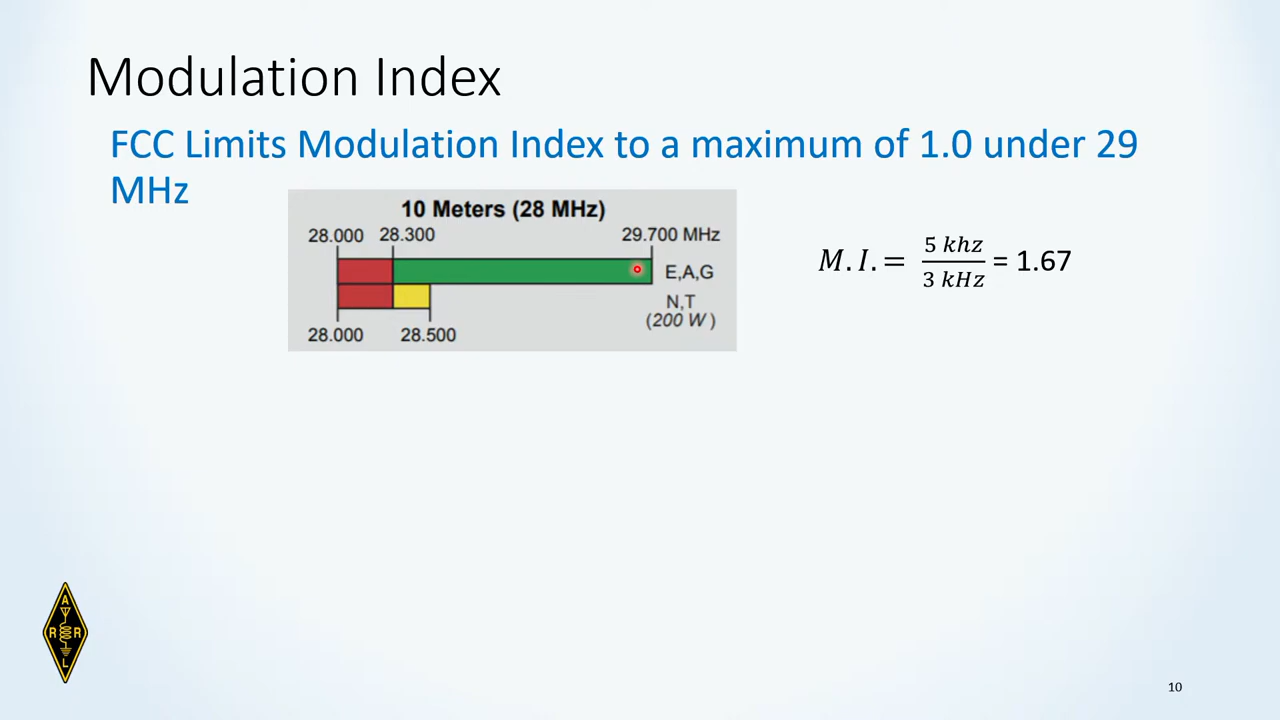 Modulation Index
FCC Limits Modulation Index to a maximum of 1.0 under 29
MHz
10 Meters (28 MHz)
28.000 28.300 29.700 MHz
E,A,G
N,T
(200 W )
28.000 28.500
M.I.= 5 khz / 3 kHz = 1.67
A
R R
L
10